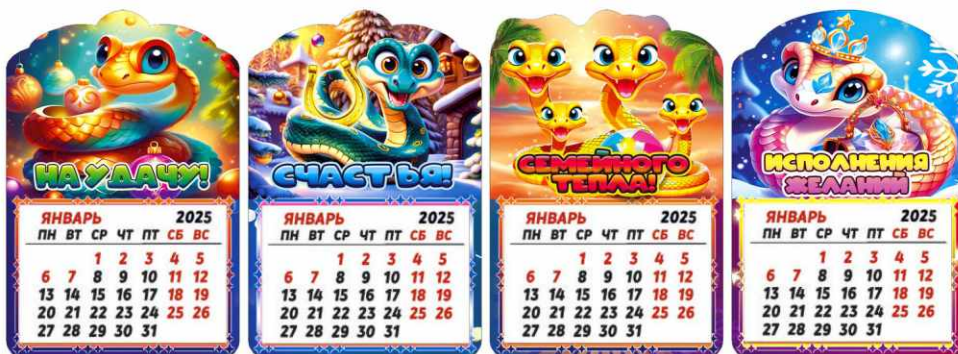 НА УДАЧУ!
ЯНВАРЬ 2025
ПН ВТ СР ЧТ ПТ СБ ВС
1 2 3 4 5
6 7 8 9 10 11 12
13 14 15 16 17 18 19
20 21 22 23 24 25 26
27 28 29 30 31
СЧАСТЬЯ!
ЯНВАРЬ 2025
ПН ВТ СР ЧТ ПТ СБ ВС
1 2 3 4 5
6 7 8 9 10 11 12
13 14 15 16 17 18 19
20 21 22 23 24 25 26
27 28 29 30 31
СЕМЕЙНОГО
ТЕПЛА!
ЯНВАРЬ 2025
ПН ВТ СР ЧТ ПТ СБ ВС
1 2 3 4 5
6 7 8 9 10 11 12
13 14 15 16 17 18 19
20 21 22 23 24 25 26
27 28 29 30 31
ИСПОЛНЕНИЯ
ЖЕЛАНИЙ
ЯНВАРЬ 2025
ПН ВТ СР ЧТ ПТ СБ ВС
1 2 3 4 5
6 7 8 9 10 11 12
13 14 15 16 17 18 19
20 21 22 23 24 25 26
27 28 29 30 31